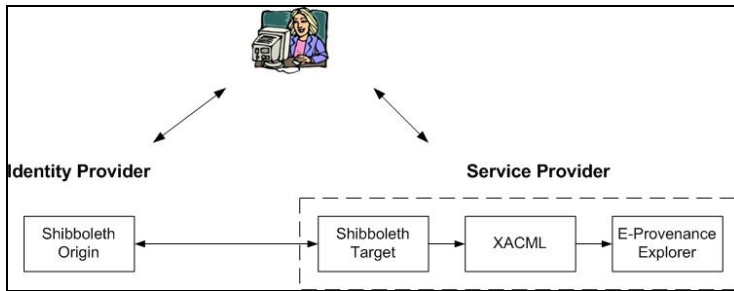 Identity Provider
Service Provider
Shibboleth
Origin
Shibboleth
Target
XACML
E-Provenance
Explorer